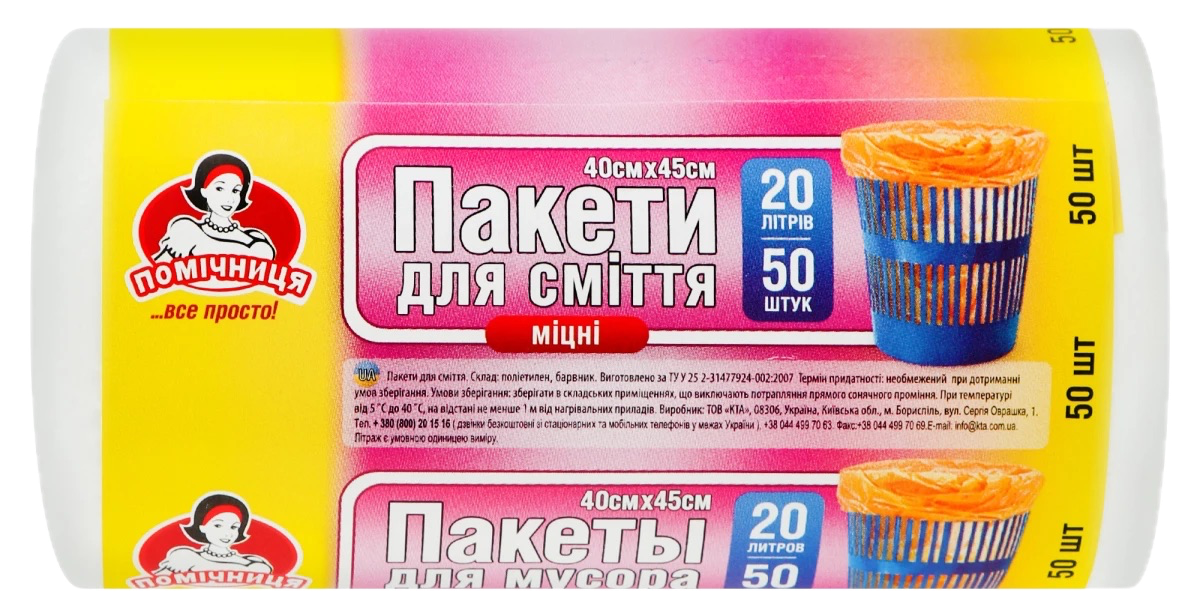 50
ПОМІЧНИЦЯ
...все просто!
40смх45см
Пакети
для сміття
міцні
20
ЛІТРІВ
50
ШТУК
50 шт
50 шт
50 шт
UA Пакети для сміття. Склад: поліетилен, барвник. Виготовлено за ТУ У 25 2-31477924-002:2007 Термін придатності: необмежений при дотриманні
умов зберігання. Умови зберігання: зберігати в складських приміщеннях, що виключають потрапляння прямого сонячного проміння. При температурі
від 5 ˚С до 40 ˚С, на відстані не менше 1 м від нагрівальних приладів. Виробник: ТОВ «КТА», 08306, Україна, Київська обл., м. Бориспіль, вул. Сергія Оврашка, 1.
Тел. + 380 (800) 20 15 16 ( дзвінки безкоштовні зі стаціонарних та мобільних телефонів у межах України ), +38 044 499 70 63. Факс:+38 044 499 70 69.E-mail: info@kta.com.ua.
Літраж є умовною одиницею виміру.
ПОМІЧНИЦЯ
40смх45см
Пакеты
для мусора
20
ЛИТРОВ
50